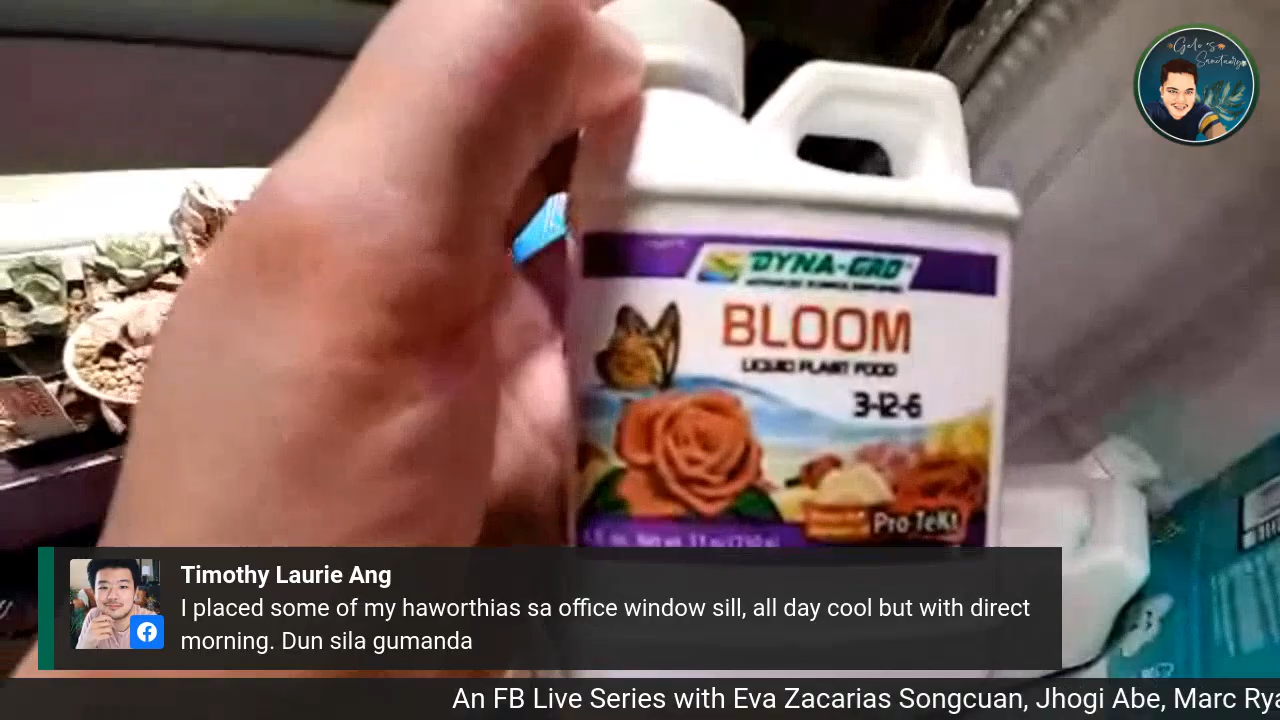 Galo's
Sanctuary
DYNA-GRO
BLOOM
LIQUID PLANT FOOD
3-12-6
Pro TeKt
Timothy Laurie Ang
I placed some of my haworthias sa office window sill, all day cool but with direct
morning. Dun sila gumanda
An FB Live Series with Eva Zacarias Songcuan, Jhogi Abe, Marc Rya